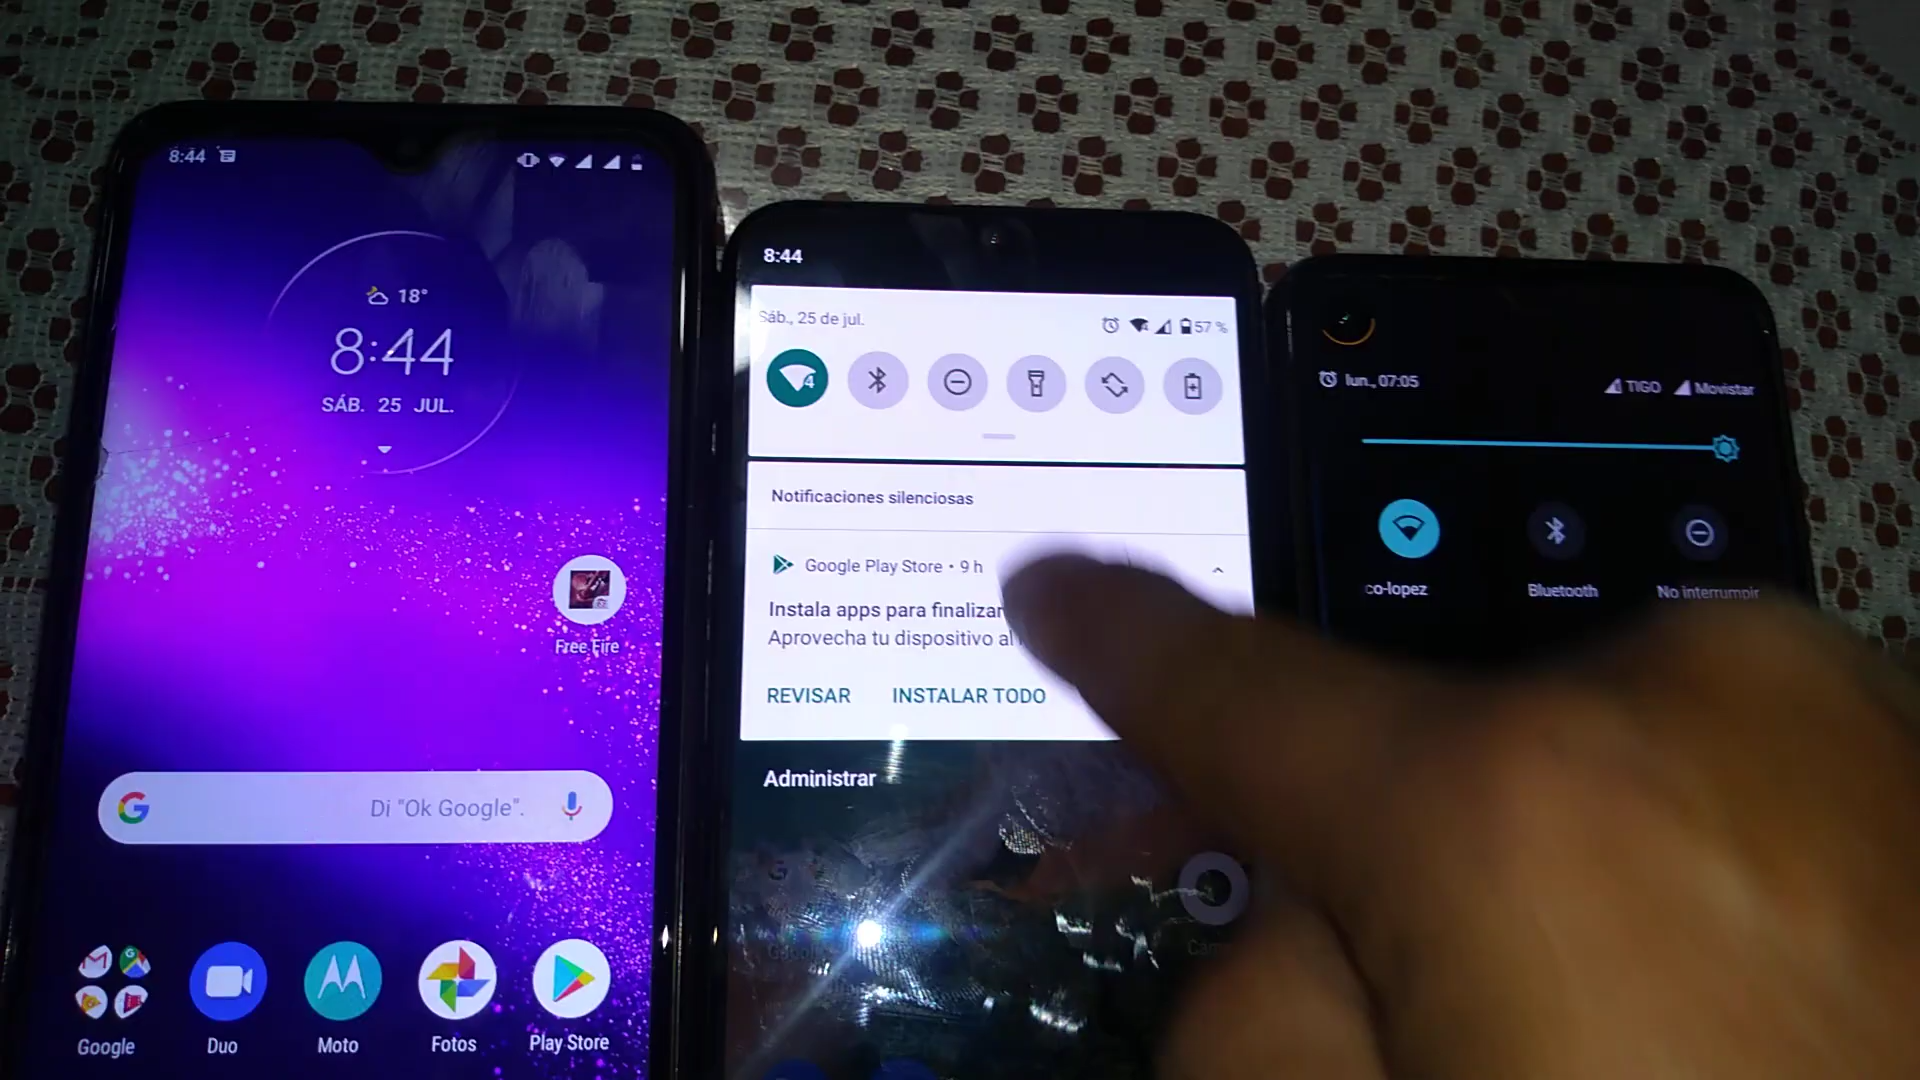 8:44
18°
8:44
SÁB. 25 JUL.
Free Fire
Di "Ok Google".
Google
Duo
Moto
Fotos
Play Store
8:44
Sáb., 25 de jul.
57 %
Notificaciones silenciosas
Google Play Store • 9 h
Instala apps para finalizar
Aprovecha tu dispositivo al
REVISAR INSTALAR TODO
Administrar
lun., 07:05
TIGO Movistar
co-lopez
Bluetooth
No interrumpir